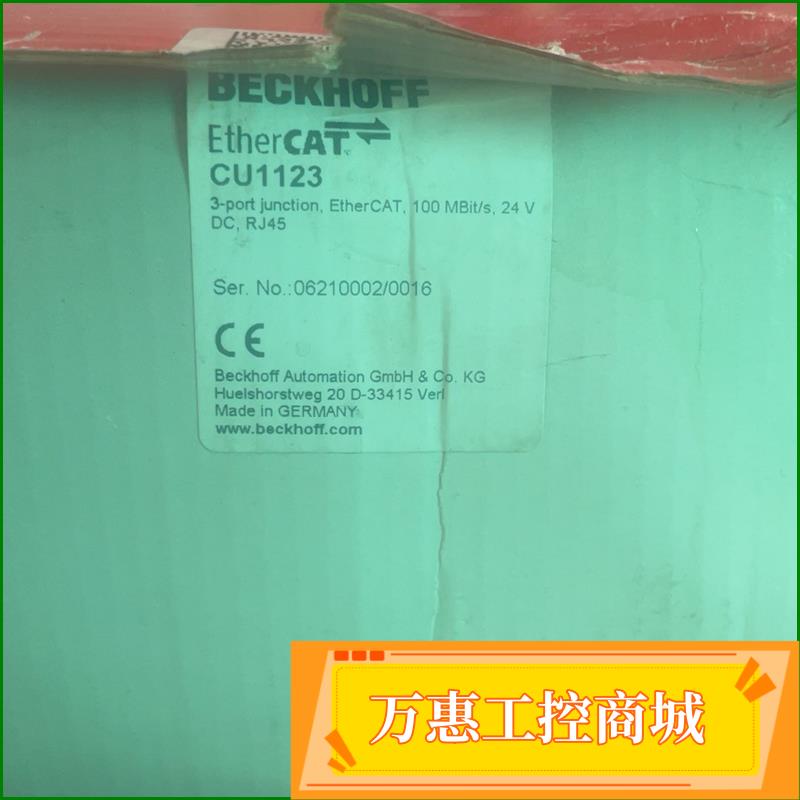 BECKHOFF
EtherCAT
CU1123
3-port junction, EtherCAT, 100 MBit/s, 24 V
DC, RJ45
Ser. No.:06210002/0016
CE
Beckhoff Automation GmbH & Co. KG
Huelshorstweg 20 D-33415 Verl
Made in GERMANY
www.beckhoff.com
万惠工控商城